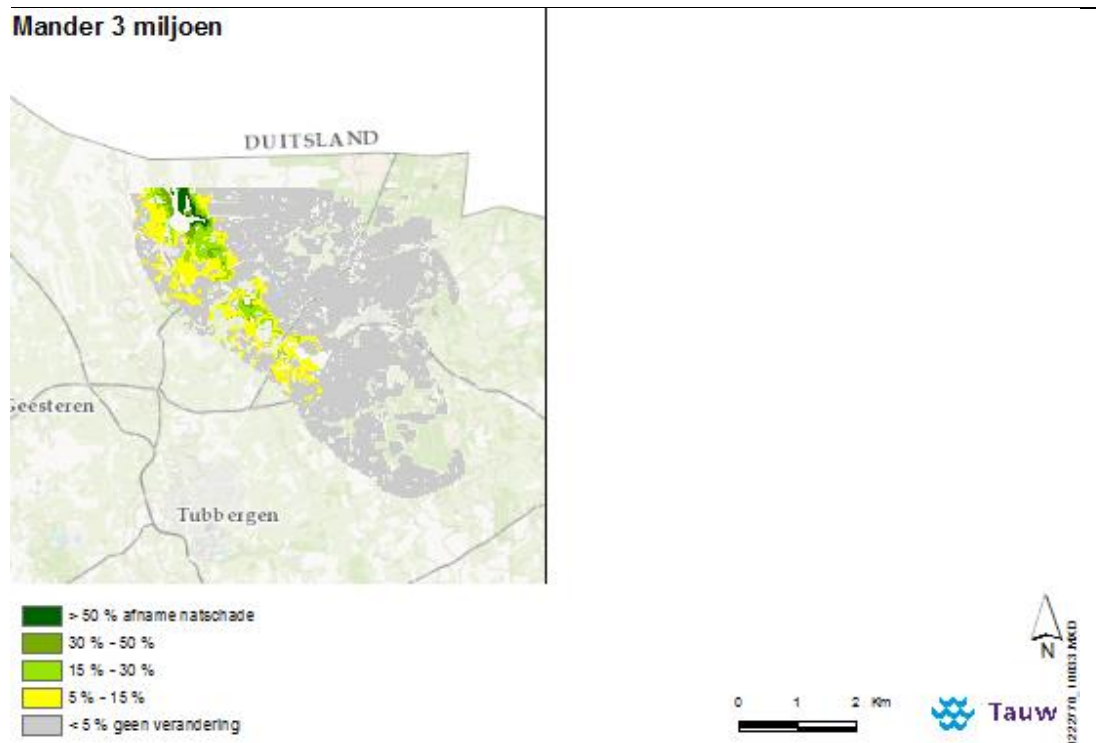 Mander 3 miljoen
DUITSLAND
Geesteren
Tubbergen
> 50 % afname natschade
30 % - 50 %
15 % - 30 %
5 % - 15 %
< 5 % geen verandering
N
0 1 2 Km
Tauw